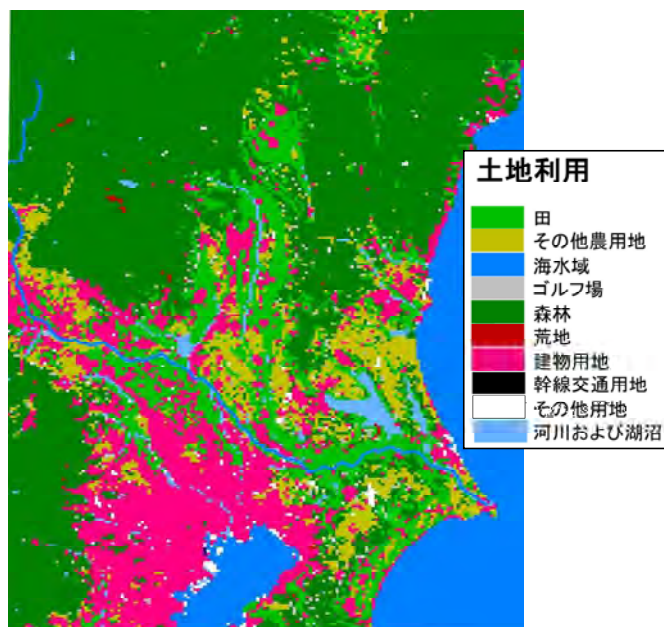 土地利用
田
その他農用地
海水域
ゴルフ場
森林
荒地
建物用地
幹線交通用地
その他用地
河川および湖沼